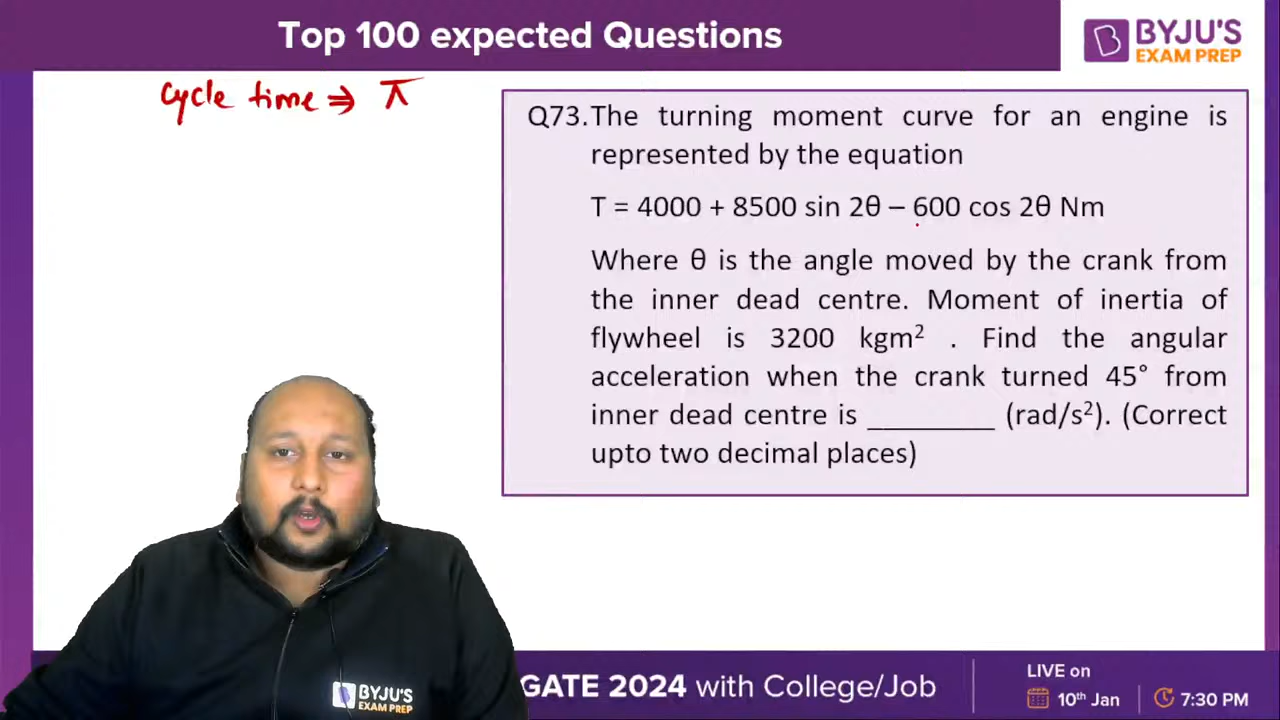 Top 100 expected Questions
BYJU'S
EXAM PREP
Cycle time ⇒ π
Q73. The turning moment curve for an engine is
represented by the equation
T = 4000 + 8500 sin 2θ – 600 cos 2θ Nm
Where θ is the angle moved by the crank from
the inner dead centre. Moment of inertia of
flywheel is 3200 kgm² . Find the angular
acceleration when the crank turned 45° from
inner dead centre is ________ (rad/s²). (Correct
upto two decimal places)
BYJU'S
EXAM PREP
GATE 2024 with College/Job
LIVE on
10th Jan
7:30 PM